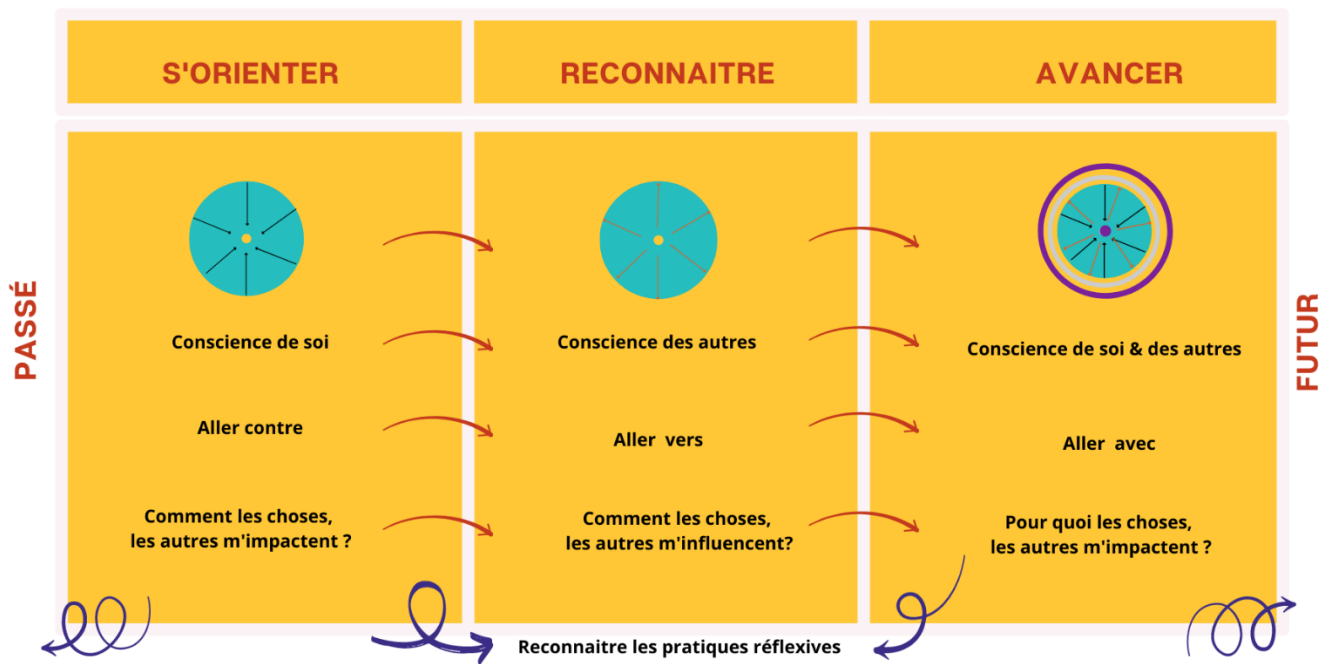 S'ORIENTER
RECONNAITRE
AVANCER
PASSÉ
Conscience de soi
Conscience des autres
Conscience de soi & des autres
Aller contre
Aller vers
Aller avec
Comment les choses,
les autres m'impactent ?
Comment les choses,
les autres m'influencent?
Pour quoi les choses,
les autres m'impactent ?
FUTUR
Reconnaitre les pratiques réflexives